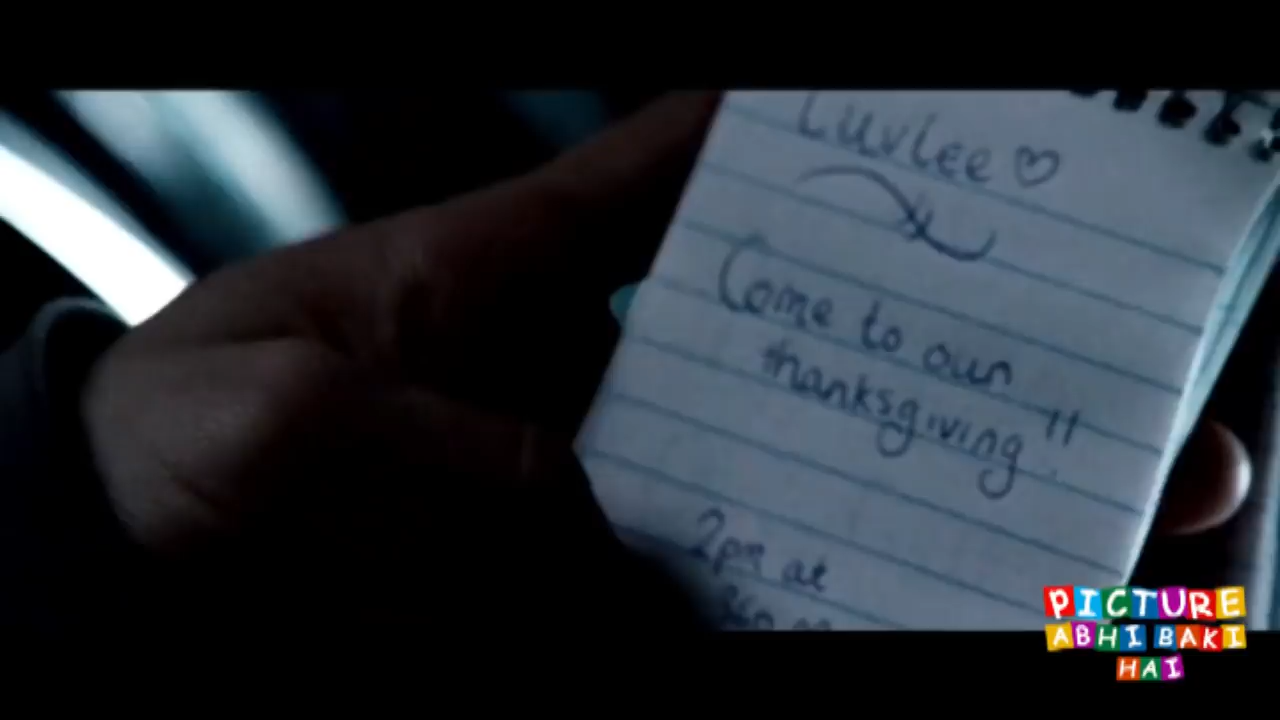 Luvlee ♡
Come to our
thanksgiving!!
2pm at
PICTURE
ABHI BAKI
HAI